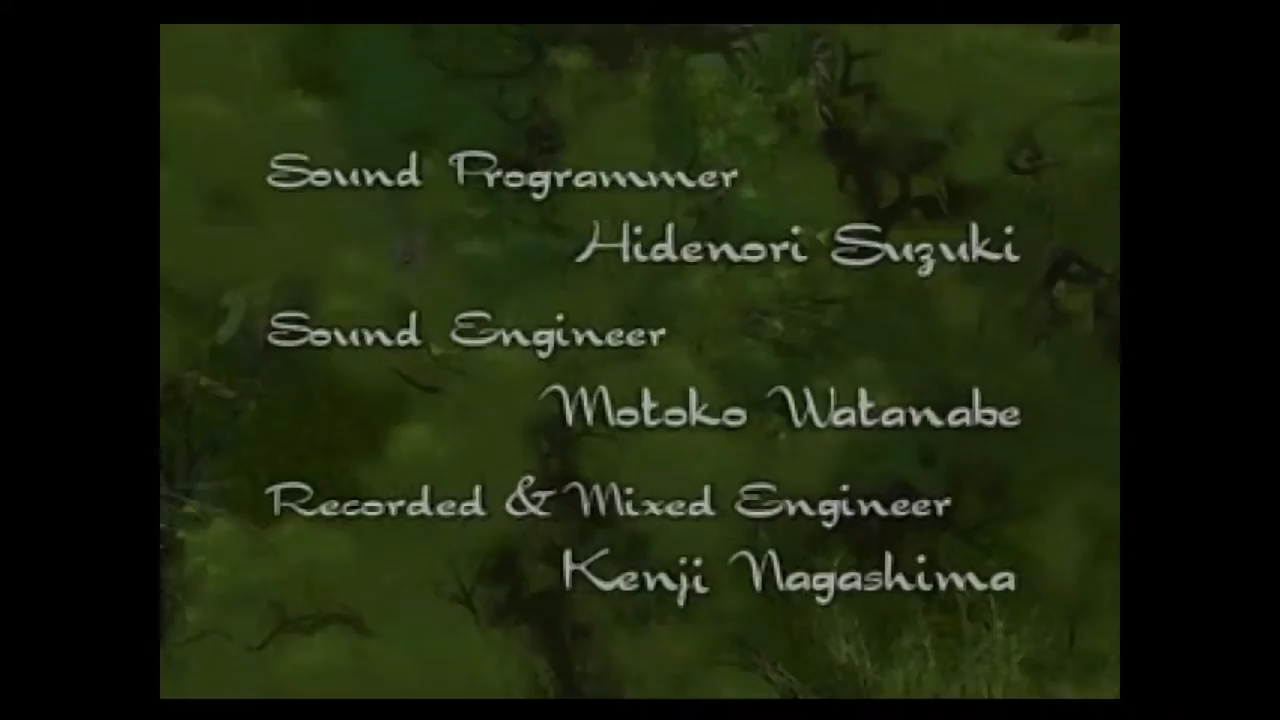 Sound Programmer
Hidenori Suzuki
Sound Engineer
Motoko Watanabe
Recorded & Mixed Engineer
Kenji Nagashima